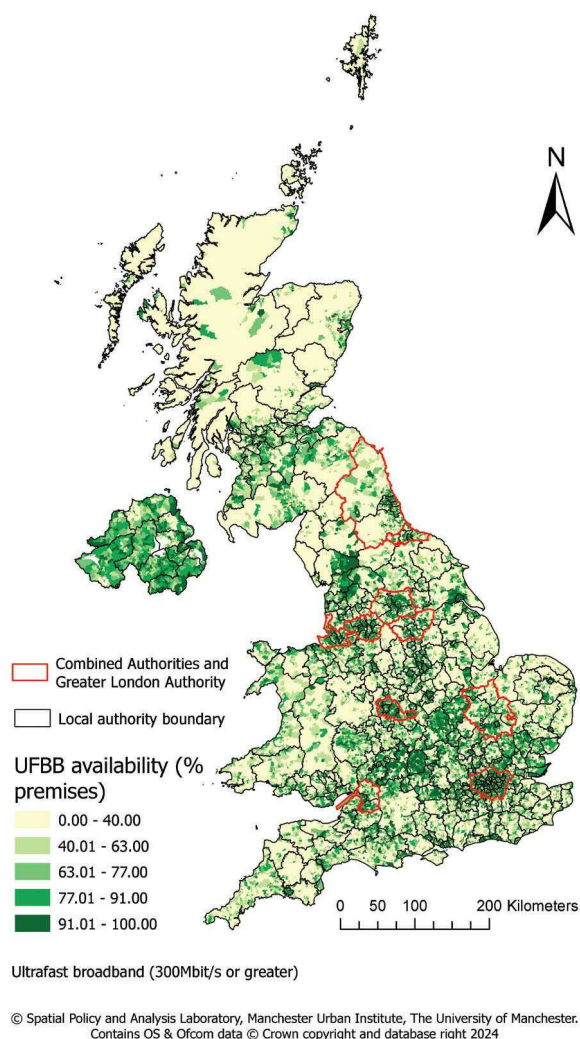 N
Combined Authorities and
Greater London Authority
Local authority boundary
UFBB availability (%
premises)
0.00 - 40.00
40.01 - 63.00
63.01 - 77.00
77.01 - 91.00
91.01 - 100.00
0 50 100 200 Kilometers
Ultrafast broadband (300Mbit/s or greater)
© Spatial Policy and Analysis Laboratory, Manchester Urban Institute, The University of Manchester.
Contains OS & Ofcom data © Crown copyright and database right 2024